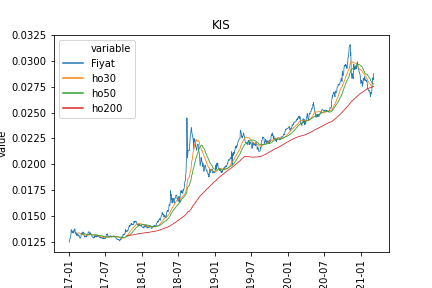 KIS
0.0325
0.0300
0.0275
0.0250
0.0225
0.0200
0.0175
0.0150
0.0125
value
variable
Fiyat
ho30
ho50
ho200
17-01
17-07
18-01
18-07
19-01
19-07
20-01
20-07
21-01